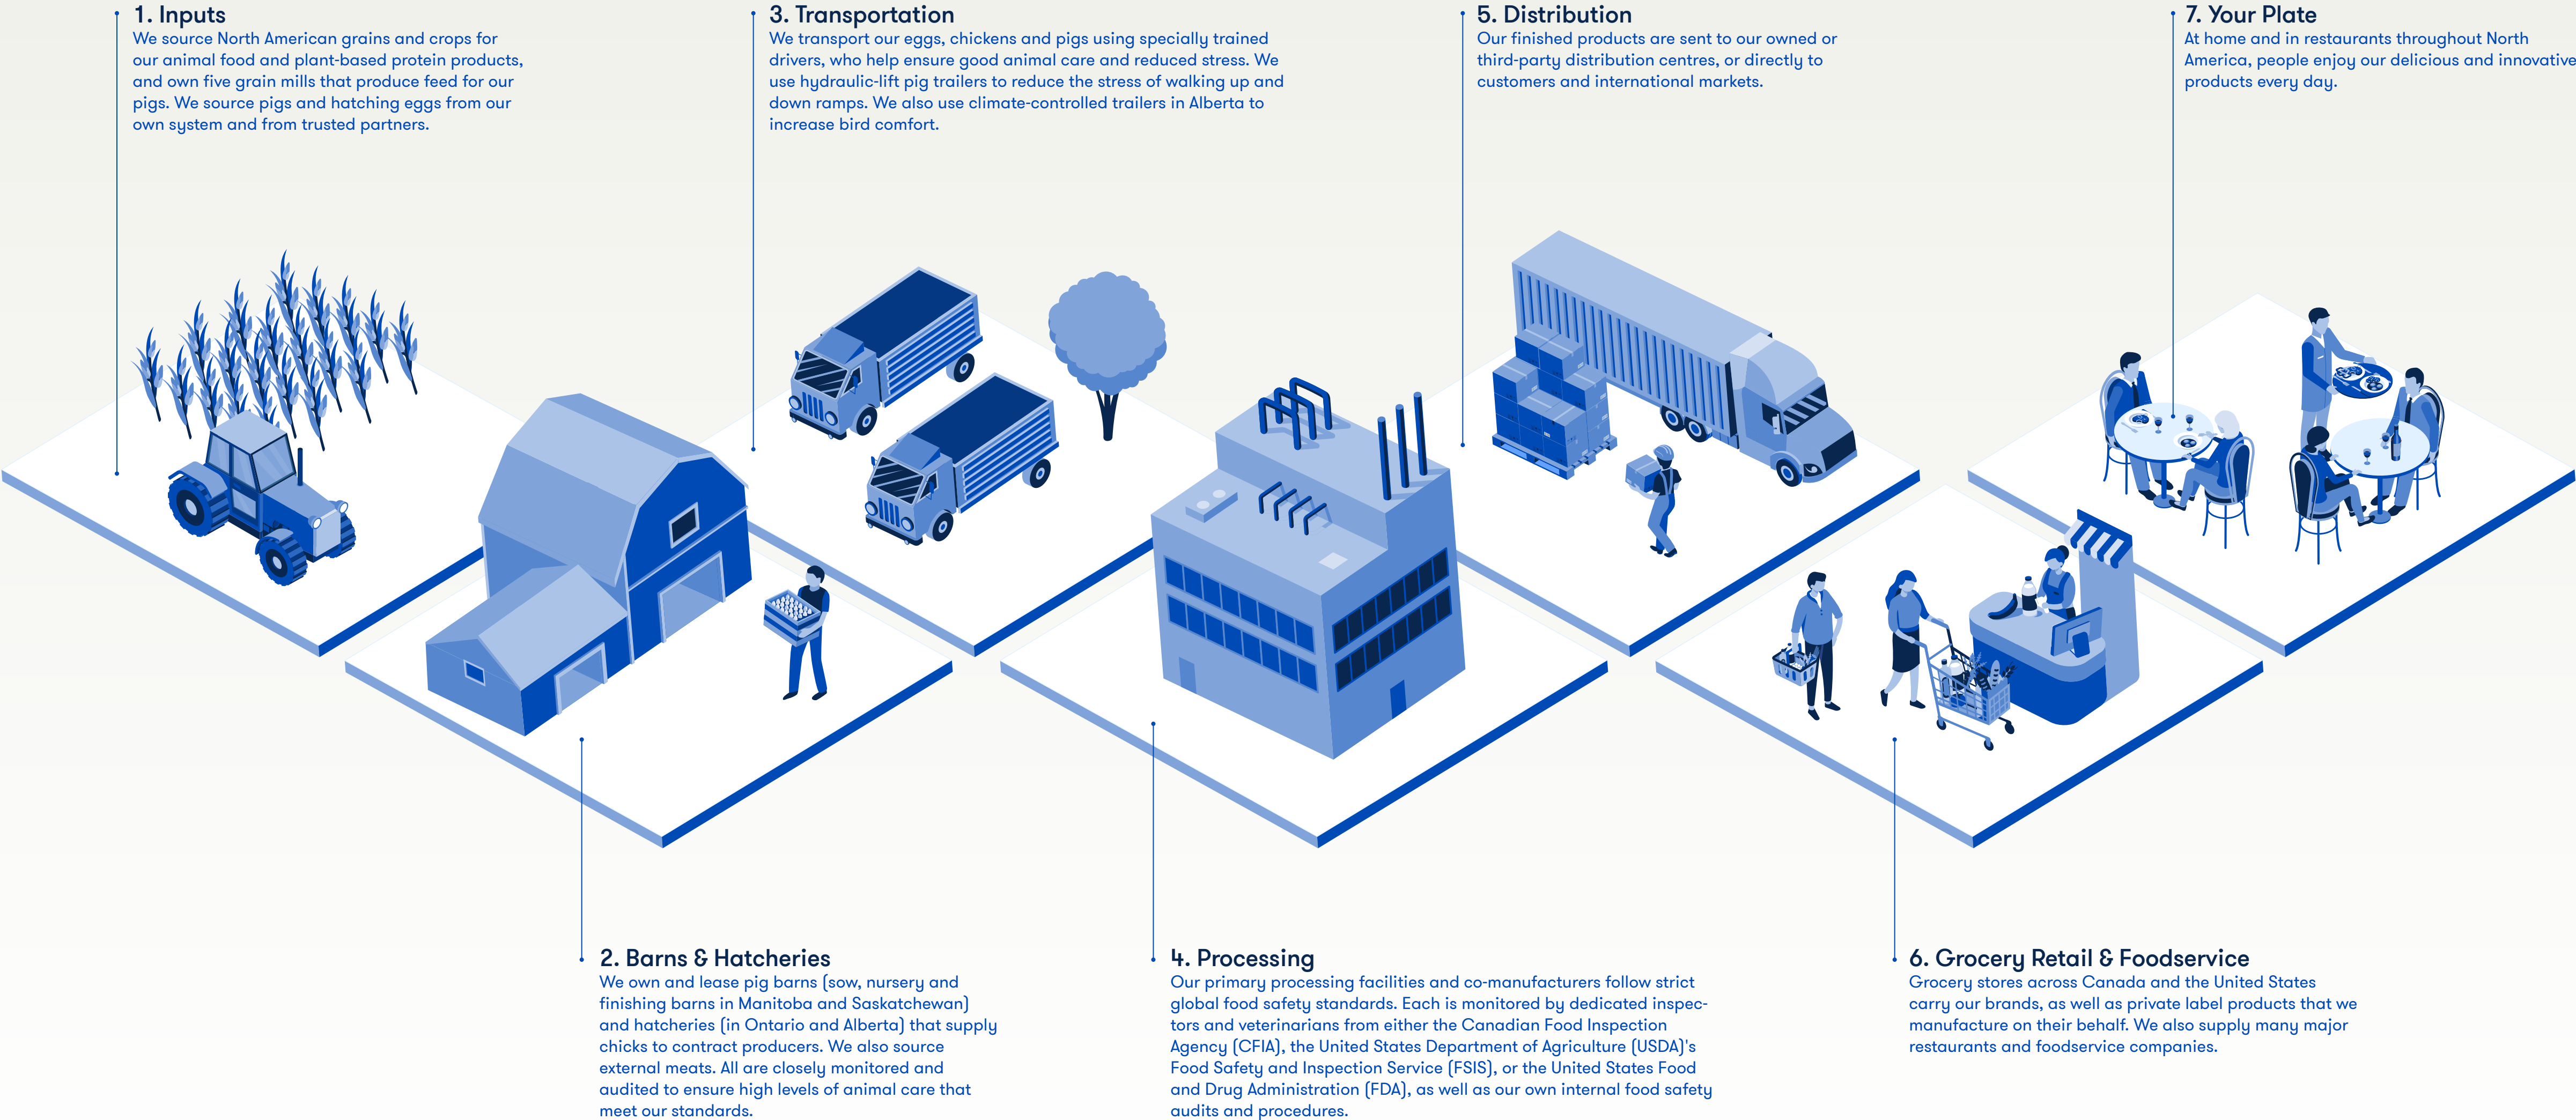 1. Inputs
We source North American grains and crops for
our animal food and plant-based protein products,
and own five grain mills that produce feed for our
pigs. We source pigs and hatching eggs from our
own system and from trusted partners.
2. Barns & Hatcheries
We own and lease pig barns (sow, nursery and
finishing barns in Manitoba and Saskatchewan)
and hatcheries (in Ontario and Alberta) that supply
chicks to contract producers. We also source
external meats. All are closely monitored and
audited to ensure high levels of animal care that
meet our standards.
3. Transportation
We transport our eggs, chickens and pigs using specially trained
drivers, who help ensure good animal care and reduced stress. We
use hydraulic-lift pig trailers to reduce the stress of walking up and
down ramps. We also use climate-controlled trailers in Alberta to
increase bird comfort.
4. Processing
Our primary processing facilities and co-manufacturers follow strict
global food safety standards. Each is monitored by dedicated inspec-
tors and veterinarians from either the Canadian Food Inspection
Agency (CFIA), the United States Department of Agriculture (USDA)'s
Food Safety and Inspection Service (FSIS), or the United States Food
and Drug Administration (FDA), as well as our own internal food safety
audits and procedures.
5. Distribution
Our finished products are sent to our owned or
third-party distribution centres, or directly to
customers and international markets.
6. Grocery Retail & Foodservice
Grocery stores across Canada and the United States
carry our brands, as well as private label products that we
manufacture on their behalf. We also supply many major
restaurants and foodservice companies.
7. Your Plate
At home and in restaurants throughout North
America, people enjoy our delicious and innovative
products every day.